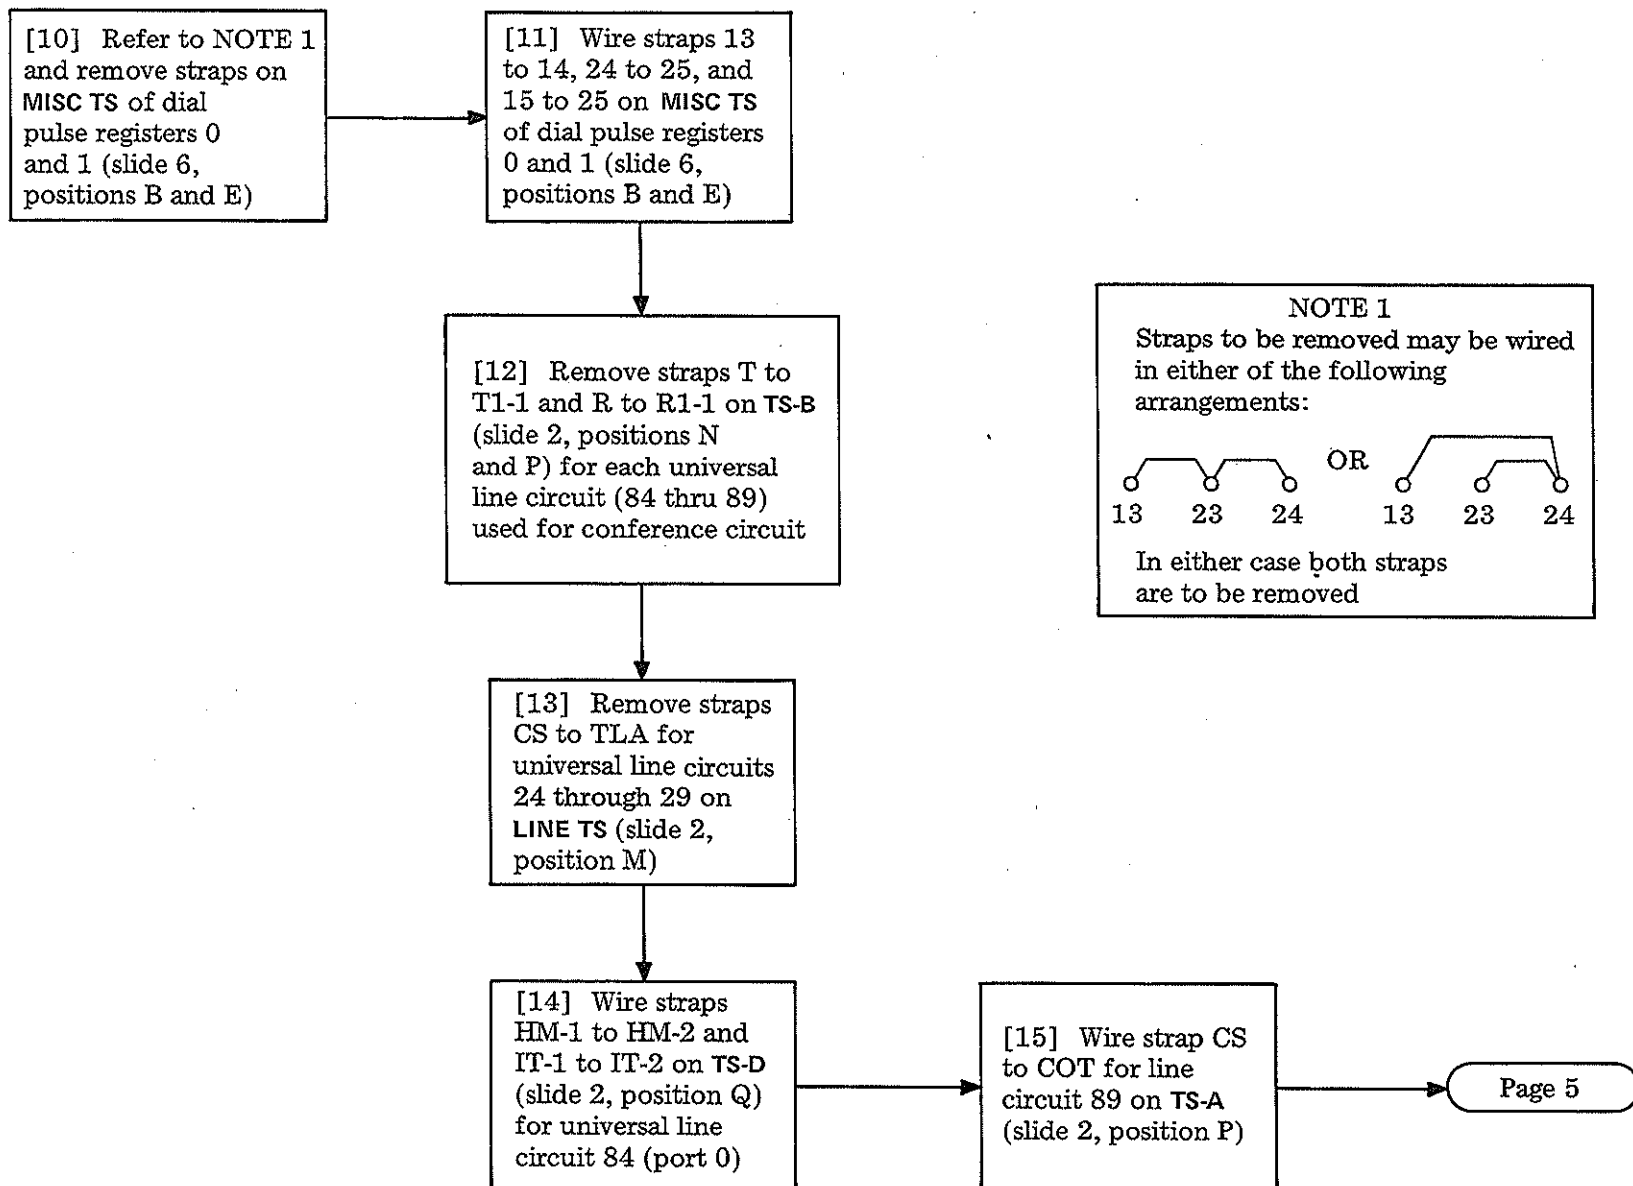 [10] Refer to NOTE 1
and remove straps on
MISC TS of dial
pulse registers 0
and 1 (slide 6,
positions B and E)
[11] Wire straps 13
to 14, 24 to 25, and
15 to 25 on MISC TS
of dial pulse registers
0 and 1 (slide 6,
positions B and E)
[12] Remove straps T to
T1-1 and R to R1-1 on TS-B
(slide 2, positions N
and P) for each universal
line circuit (84 thru 89)
used for conference circuit
NOTE 1
Straps to be removed may be wired
in either of the following
arrangements:
OR
13 23 24 13 23 24
In either case both straps
are to be removed
[13] Remove straps
CS to TLA for
universal line circuits
24 through 29 on
LINE TS (slide 2,
position M)
[14] Wire straps
HM-1 to HM-2 and
IT-1 to IT-2 on TS-D
(slide 2, position Q)
for universal line
circuit 84 (port 0)
[15] Wire strap CS
to COT for line
circuit 89 on TS-A
(slide 2, position P)
Page 5